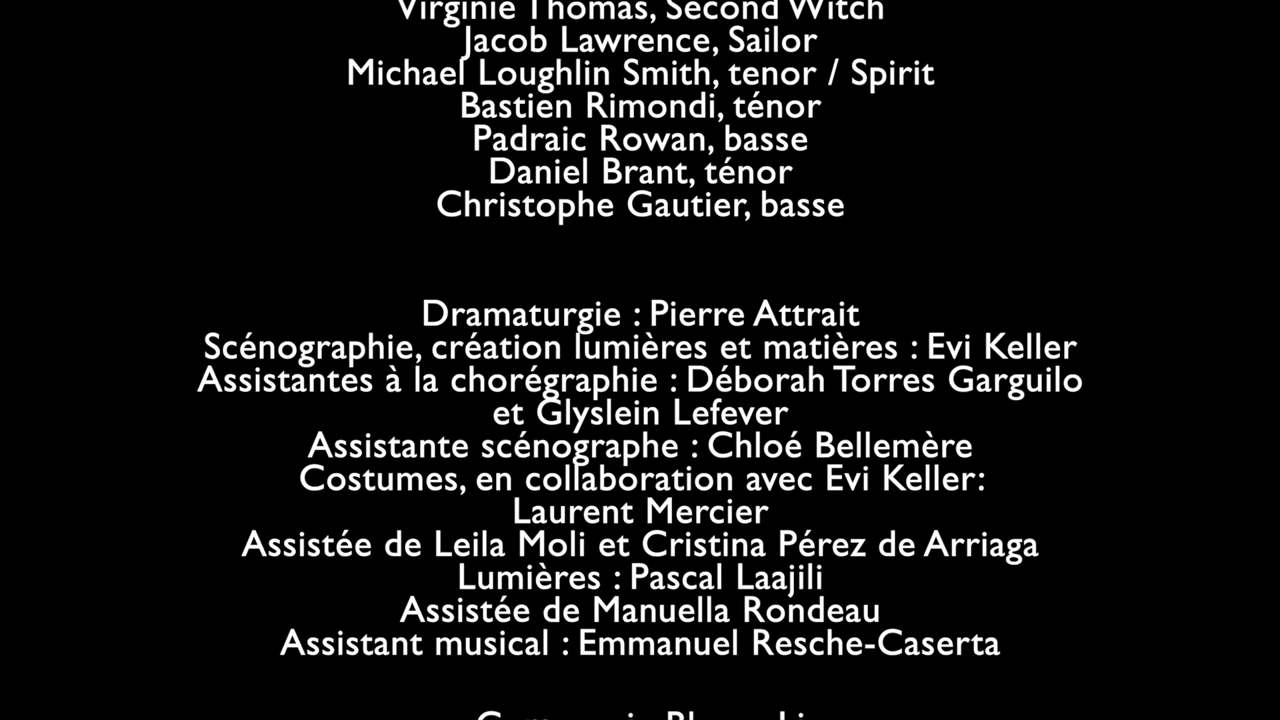 Virginie Thomas, Second Witch
Jacob Lawrence, Sailor
Michael Loughlin Smith, tenor / Spirit
Bastien Rimondi, ténor
Padraic Rowan, basse
Daniel Brant, ténor
Christophe Gautier, basse
Dramaturgie : Pierre Attrait
Scénographie, création lumières et matières : Evi Keller
Assistantes à la chorégraphie : Déborah Torres Garguilo
et Glyslein Lefever
Assistante scénographe : Chloé Bellemère
Costumes, en collaboration avec Evi Keller:
Laurent Mercier
Assistée de Leila Moli et Cristina Pérez de Arriaga
Lumières : Pascal Laajili
Assistée de Manuella Rondeau
Assistant musical : Emmanuel Resche-Caserta